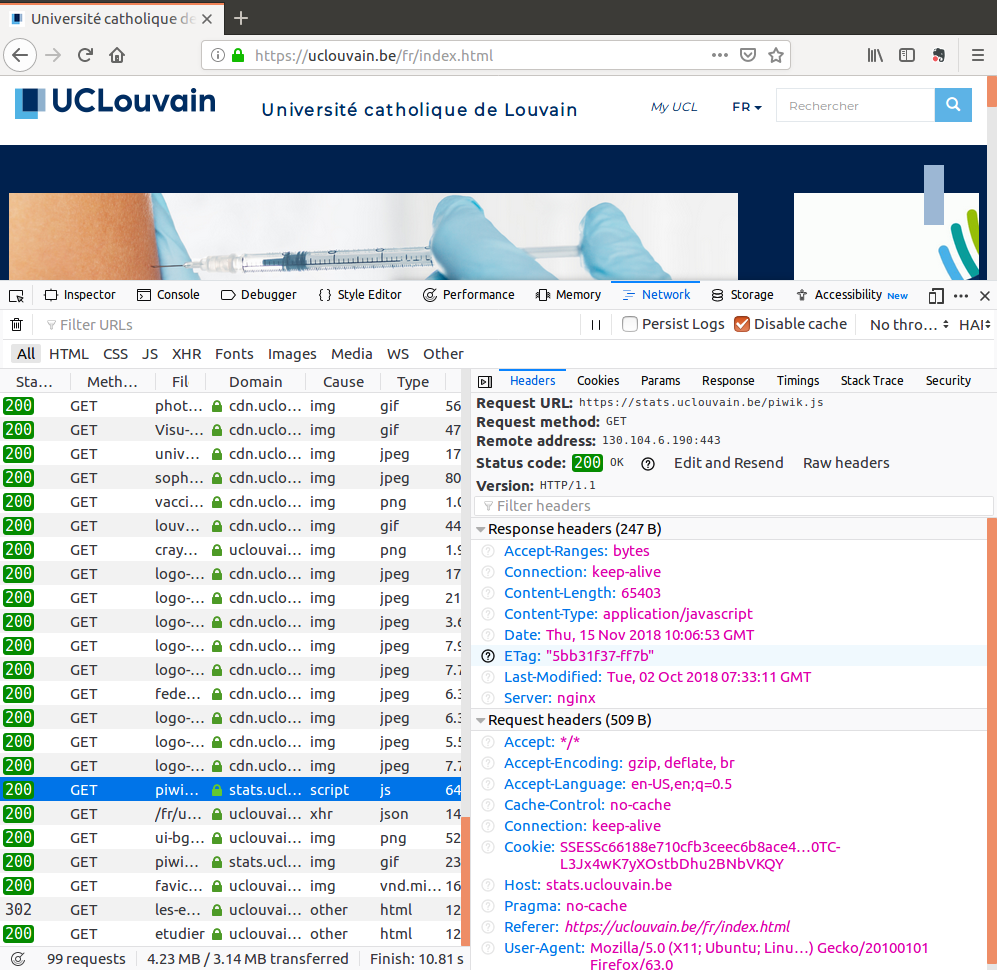 Université catholique de
https://uclouvain.be/fr/index.html
UCLouvain
Université catholique de Louvain
My UCL
FR
Rechercher
Inspector Console Debugger { } Style Editor Performance Memory Network Storage Accessibility New
Filter URLs
Persist Logs Disable cache No thro... HAI
All HTML CSS JS XHR Fonts Images Media WS Other
Sta... Meth... Fil Domain Cause Type
200 GET phot... cdn.uclo... img gif 56
200 GET Visu-... cdn.uclo... img gif 47
200 GET univ... cdn.uclo... img jpeg 17
200 GET soph... cdn.uclo... img jpeg 80
200 GET vacci... cdn.uclo... img png 1.0
200 GET louv... cdn.uclo... img gif 44
200 GET cray... uclouvai... img png 1.9
200 GET logo-... cdn.uclo... img jpeg 17
200 GET logo-... cdn.uclo... img jpeg 21
200 GET logo-... cdn.uclo... img jpeg 3.6
200 GET logo-... cdn.uclo... img jpeg 7.9
200 GET logo-... cdn.uclo... img jpeg 7.7
200 GET fede... cdn.uclo... img jpeg 6.3
200 GET logo-... cdn.uclo... img jpeg 6.3
200 GET logo-... cdn.uclo... img jpeg 5.5
200 GET logo-... cdn.uclo... img jpeg 7.7
200 GET piwi... stats.ucl... script js 64
200 GET /fr/u... uclouvai... xhr json 14
200 GET ui-bg... uclouvai... img png 52
200 GET piwi... stats.ucl... img gif 23
200 GET favic... uclouvai... img vnd.mi... 16
302 GET les-e... uclouvai... other html 12
200 GET etudier uclouvai... other html 12
99 requests 4.23 MB / 3.14 MB transferred Finish: 10.81 s
Headers Cookies Params Response Timings Stack Trace Security
Request URL: https://stats.uclouvain.be/piwik.js
Request method: GET
Remote address: 130.104.6.190:443
Status code: 200 OK Edit and Resend Raw headers
Version: HTTP/1.1
Filter headers
Response headers (247 B)
Accept-Ranges: bytes
Connection: keep-alive
Content-Length: 65403
Content-Type: application/javascript
Date: Thu, 15 Nov 2018 10:06:53 GMT
ETag: "5bb31f37-ff7b"
Last-Modified: Tue, 02 Oct 2018 07:33:11 GMT
Server: nginx
Request headers (509 B)
Accept: */*
Accept-Encoding: gzip, deflate, br
Accept-Language: en-US,en;q=0.5
Cache-Control: no-cache
Connection: keep-alive
Cookie: SSESSc66188e710cfb3ceec6b8ace4...0TC-
L3Jx4wK7yXOstbDhu2BNbVKQY
Host: stats.uclouvain.be
Pragma: no-cache
Referer: https://uclouvain.be/fr/index.html
User-Agent: Mozilla/5.0 (X11; Ubuntu; Linu...) Gecko/20100101
Firefox/63.0